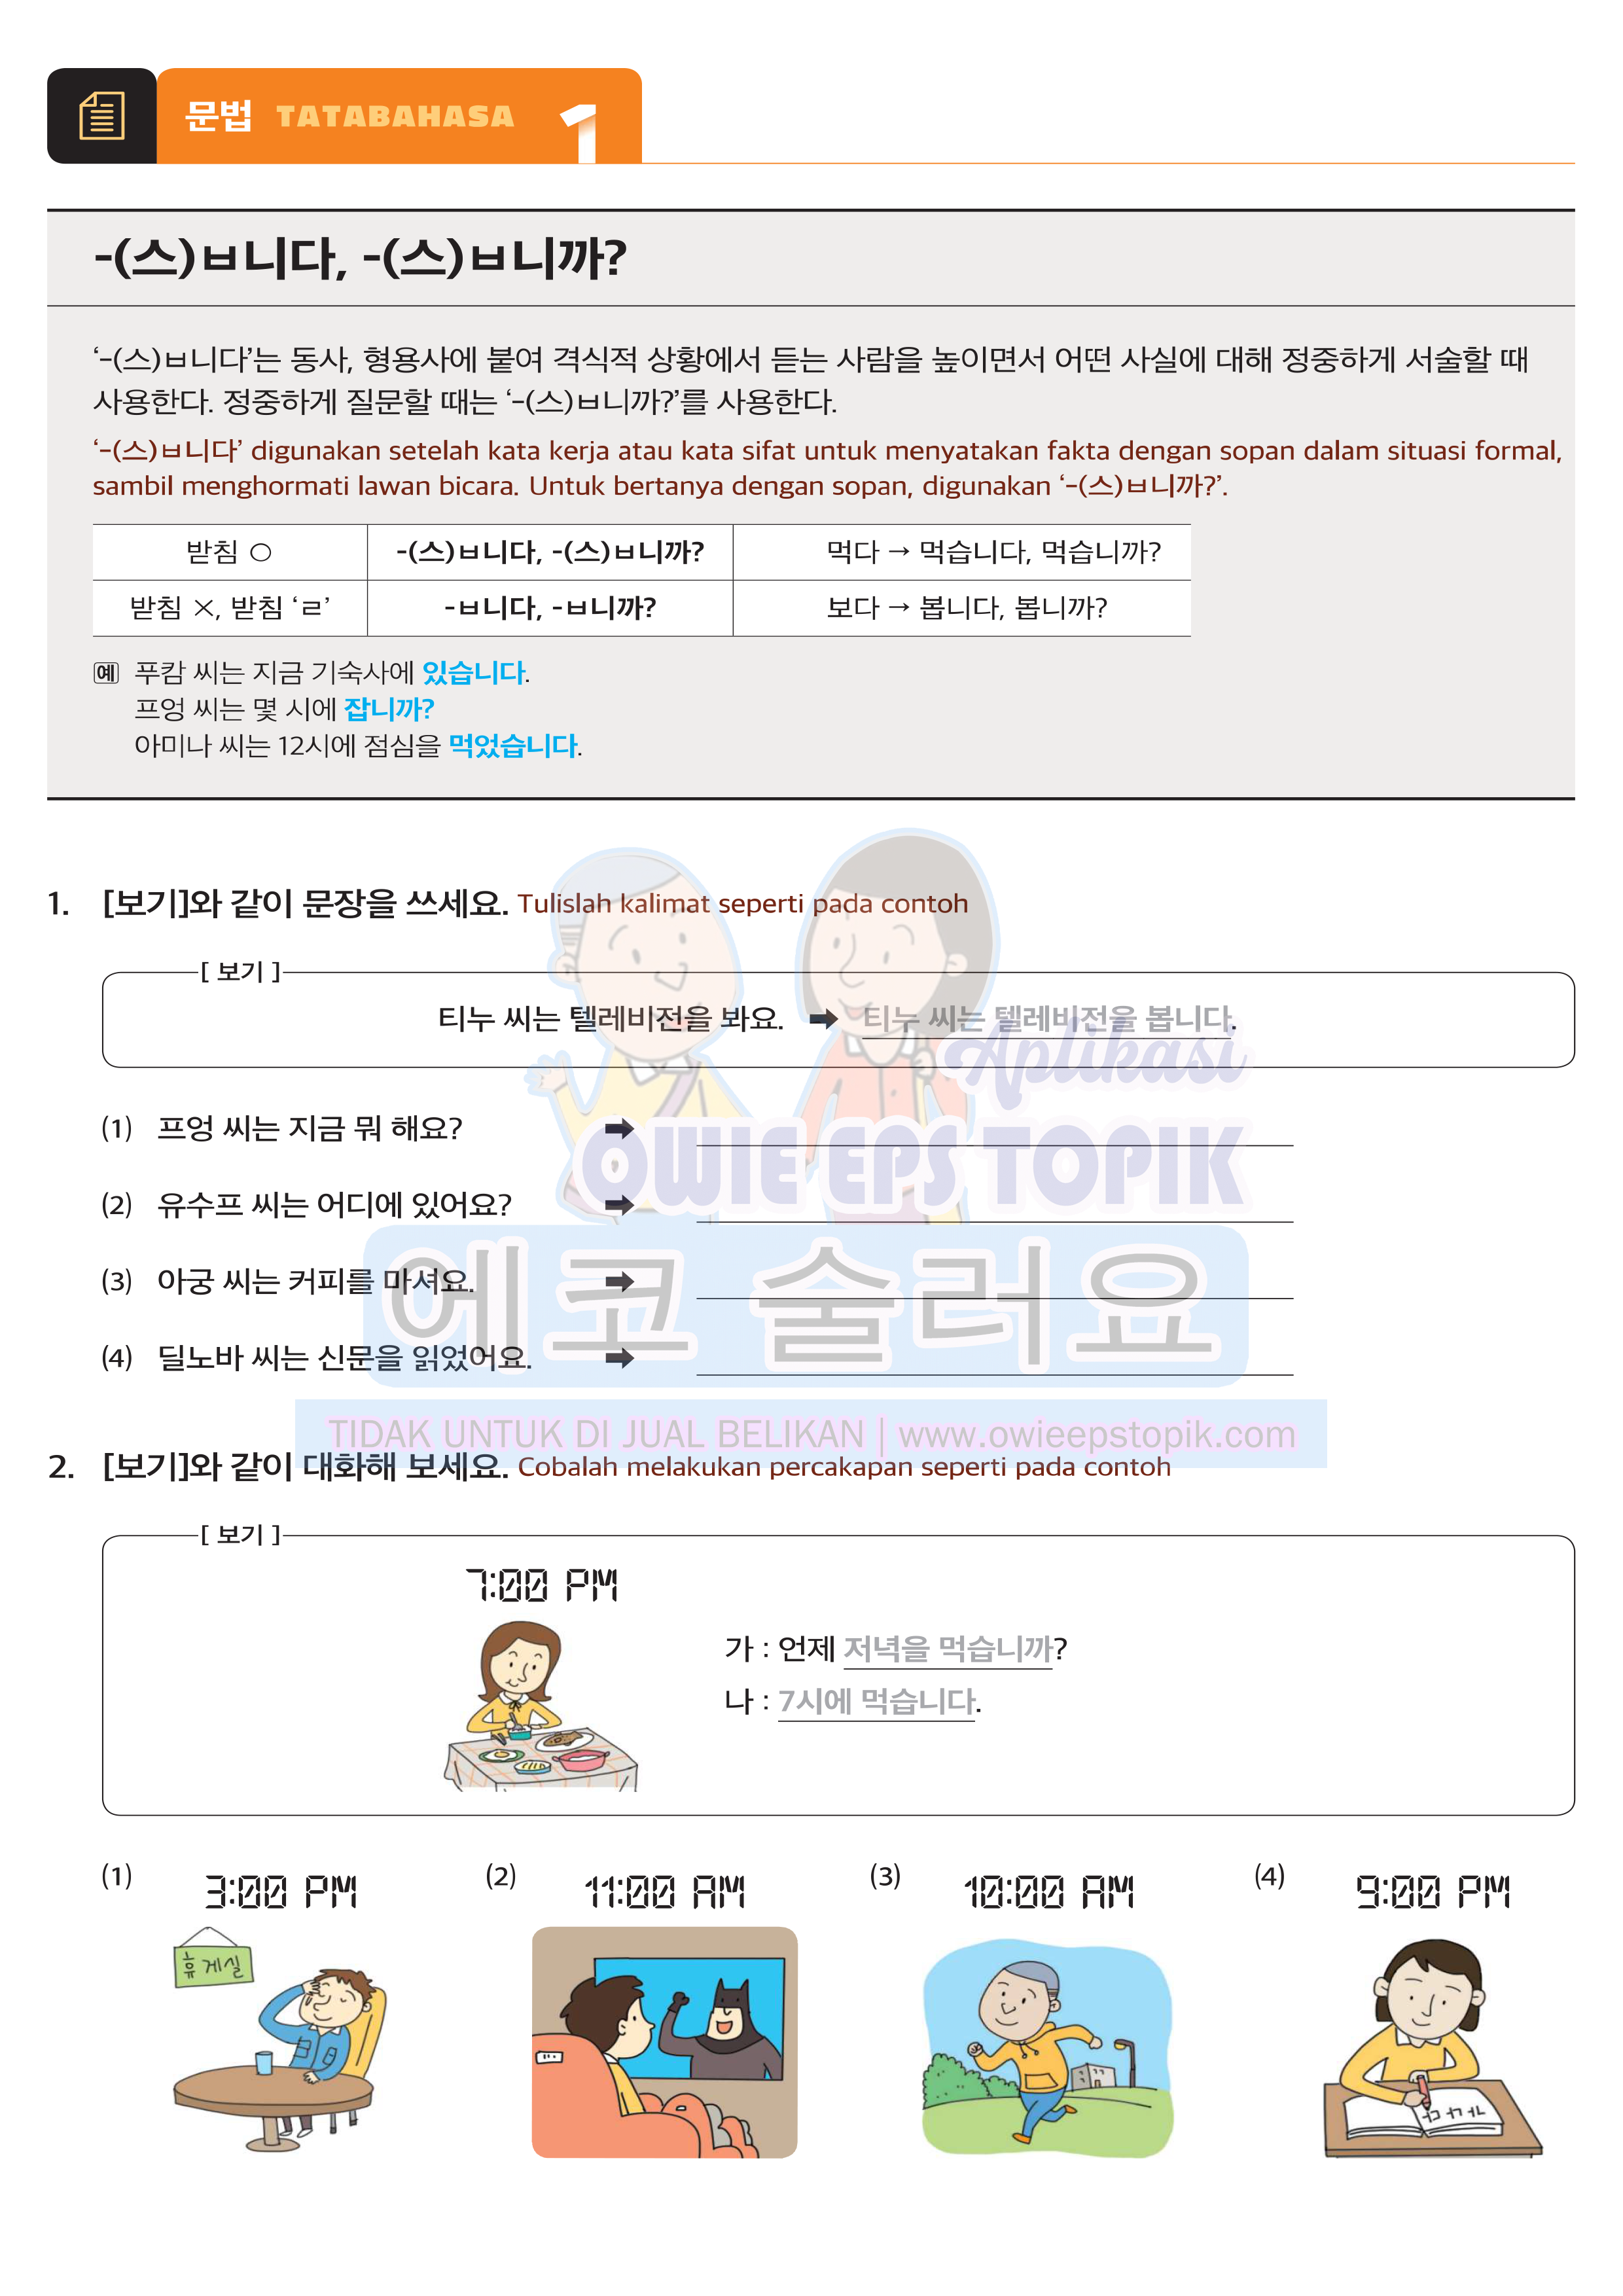 문법 TATABAHASA 1
-(스)ㅂ니다, -(스)ㅂ니까?
‘-(스)ㅂ니다’는 동사, 형용사에 붙여 격식적 상황에서 듣는 사람을 높이면서 어떤 사실에 대해 정중하게 서술할 때
사용한다. 정중하게 질문할 때는 ‘-(스)ㅂ니까?’를 사용한다.
‘-(스)ㅂ니다’ digunakan setelah kata kerja atau kata sifat untuk menyatakan fakta dengan sopan dalam situasi formal,
sambil menghormati lawan bicara. Untuk bertanya dengan sopan, digunakan ‘-(스)ㅂ니까?’.
받침 ○ -(스)ㅂ니다, -(스)ㅂ니까? 먹다 → 먹습니다, 먹습니까?
받침 ×, 받침 ‘ㄹ’ -ㅂ니다, -ㅂ니까? 보다 → 봅니다, 봅니까?
예 푸캄 씨는 지금 기숙사에 있습니다.
프엉 씨는 몇 시에 잡니까?
아미나 씨는 12시에 점심을 먹었습니다.
1. [보기]와 같이 문장을 쓰세요. Tulislah kalimat seperti pada contoh
[ 보기 ]
티누 씨는 텔레비전을 봐요. ➡ 티누 씨는 텔레비전을 봅니다.
Aplikasi
(1) 프엉 씨는 지금 뭐 해요? ➡
OWIE EPS TOPIK
(2) 유수프 씨는 어디에 있어요? ➡
(3) 아궁 씨는 커피를 마셔요. ➡
에코 술러요
(4) 딜노바 씨는 신문을 읽었어요. ➡
TIDAK UNTUK DI JUAL BELIKAN | www.owieepstopik.com
2. [보기]와 같이 대화해 보세요. Cobalah melakukan percakapan seperti pada contoh
[ 보기 ]
7:00 PM
가 : 언제 저녁을 먹습니까?
나 : 7시에 먹습니다.
(1) 3:00 PM (2) 11:00 AM (3) 10:00 AM (4) 9:00 PM
휴게실